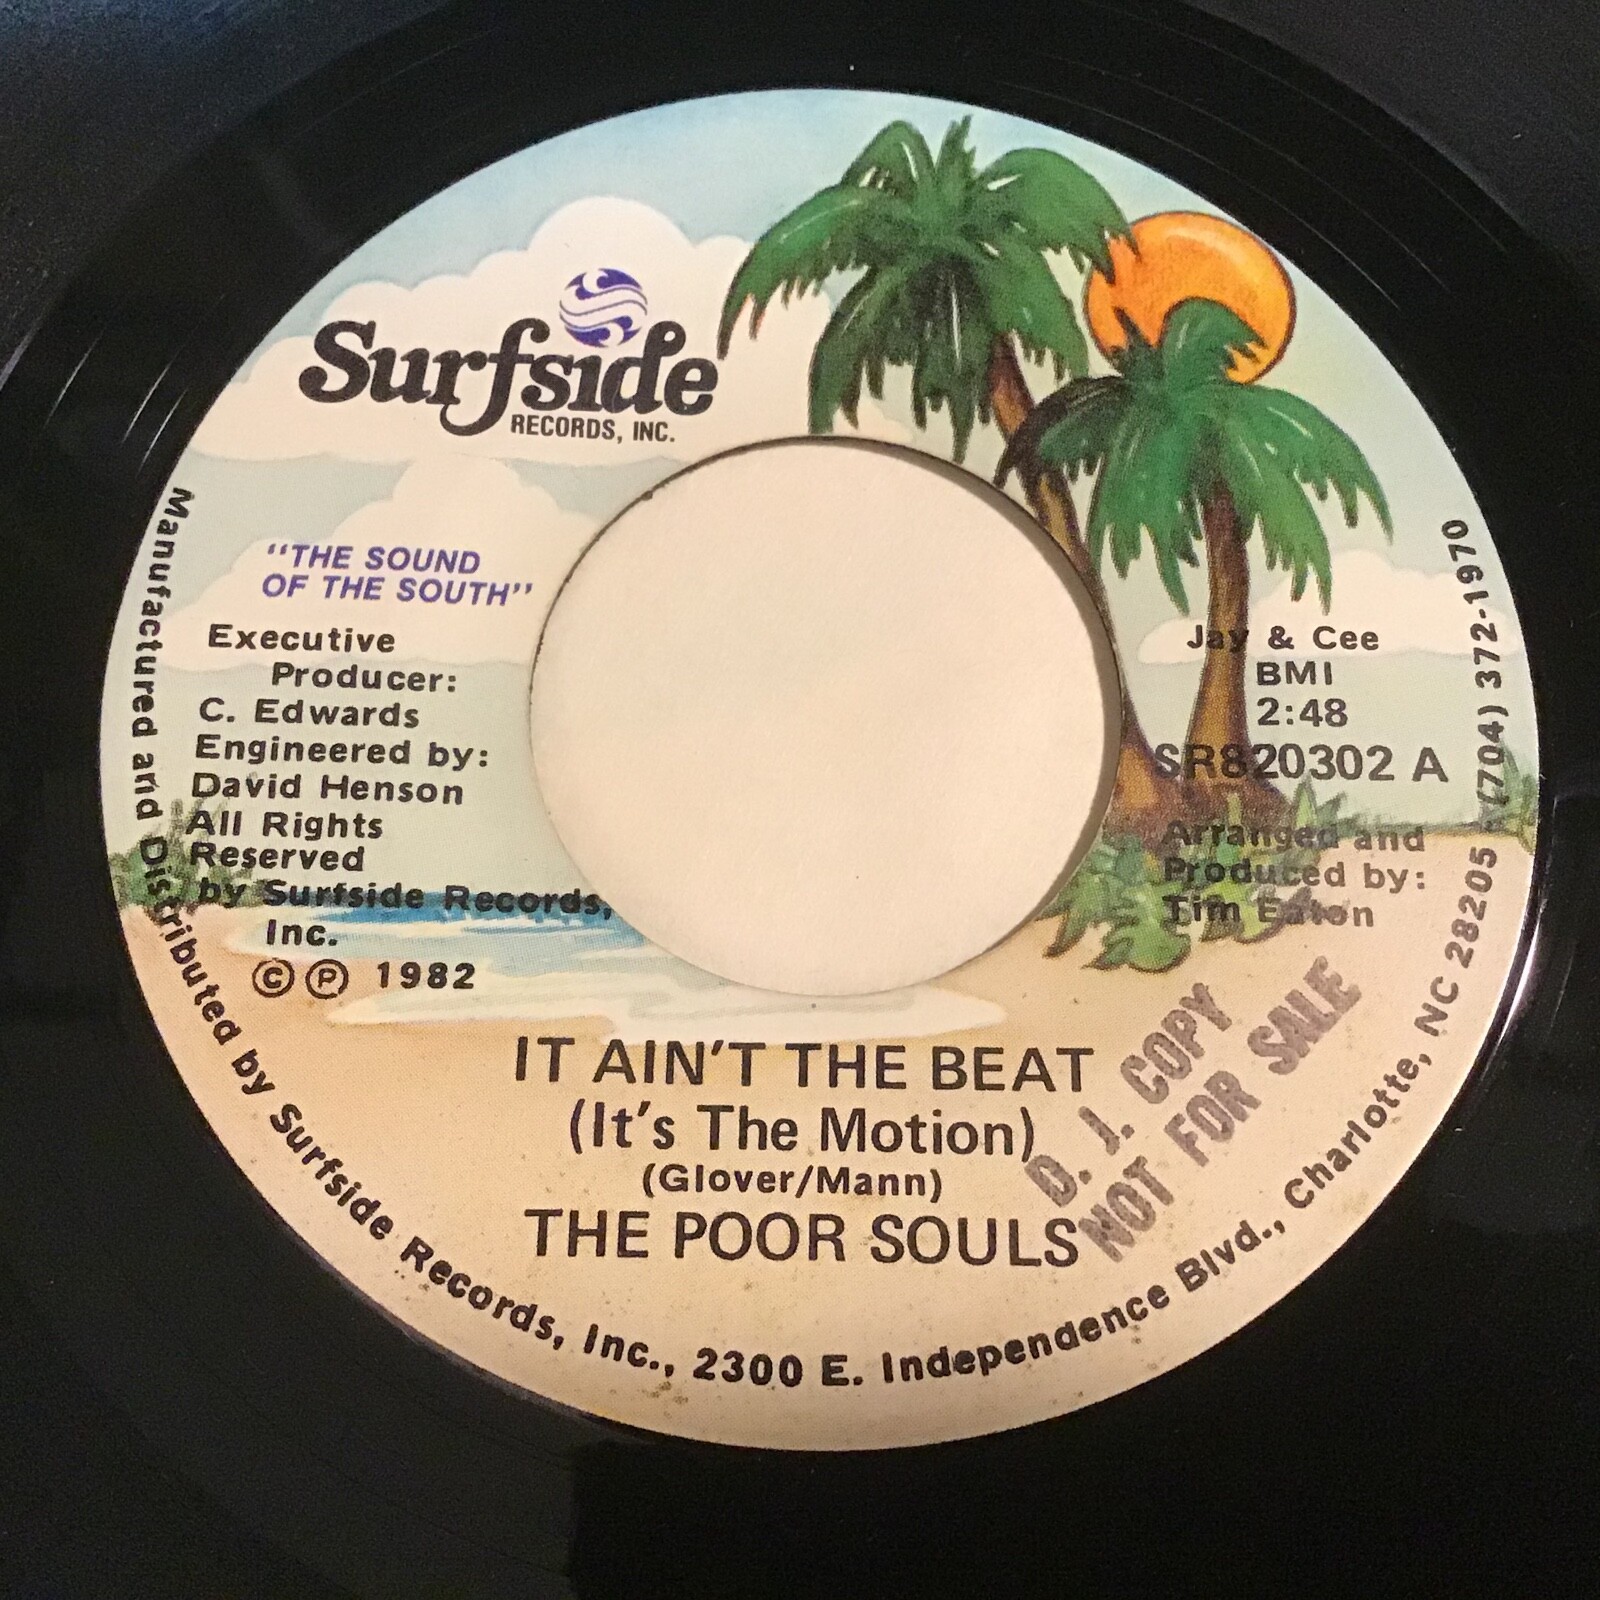 Surfside
RECORDS, INC.
"THE SOUND
OF THE SOUTH"
Executive
Producer:
C. Edwards
Engineered by:
David Henson
All Rights
Reserved
by Surfside Records,
Inc.
© ℗ 1982
Jay & Cee
BMI
2:48
SR820302 A
Arranged and
Produced by:
Tim Eaton
IT AIN'T THE BEAT
(It's The Motion)
(Glover/Mann)
THE POOR SOULS
D. J. COPY
NOT FOR SALE
Manufactured and Distributed by Surfside Records, Inc., 2300 E. Independence Blvd., Charlotte, NC 28205 (704) 372-1970